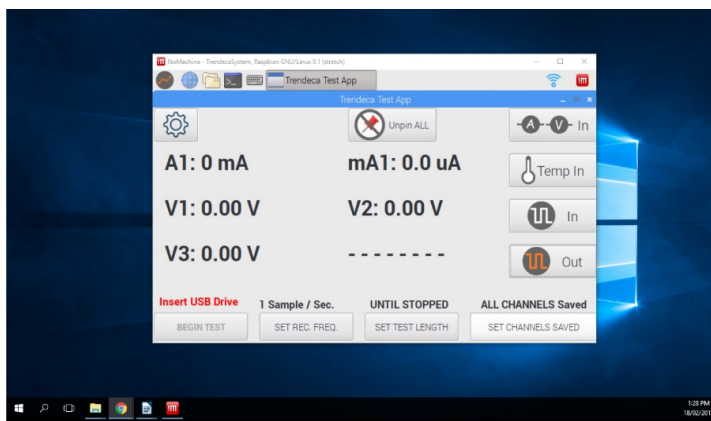 NoMachine - TrendecaSystem, Raspbian GNU/Linux 9.1 (stretch)
Trendeca Test App
Trendeca Test App
Unpin ALL
A V In
A1: 0 mA
mA1: 0.0 uA
Temp In
V1: 0.00 V
V2: 0.00 V
In
V3: 0.00 V
--------
Out
Insert USB Drive
1 Sample / Sec.
UNTIL STOPPED
ALL CHANNELS Saved
BEGIN TEST
SET REC. FREQ.
SET TEST LENGTH
SET CHANNELS SAVED
1:28 PM
18/02/201